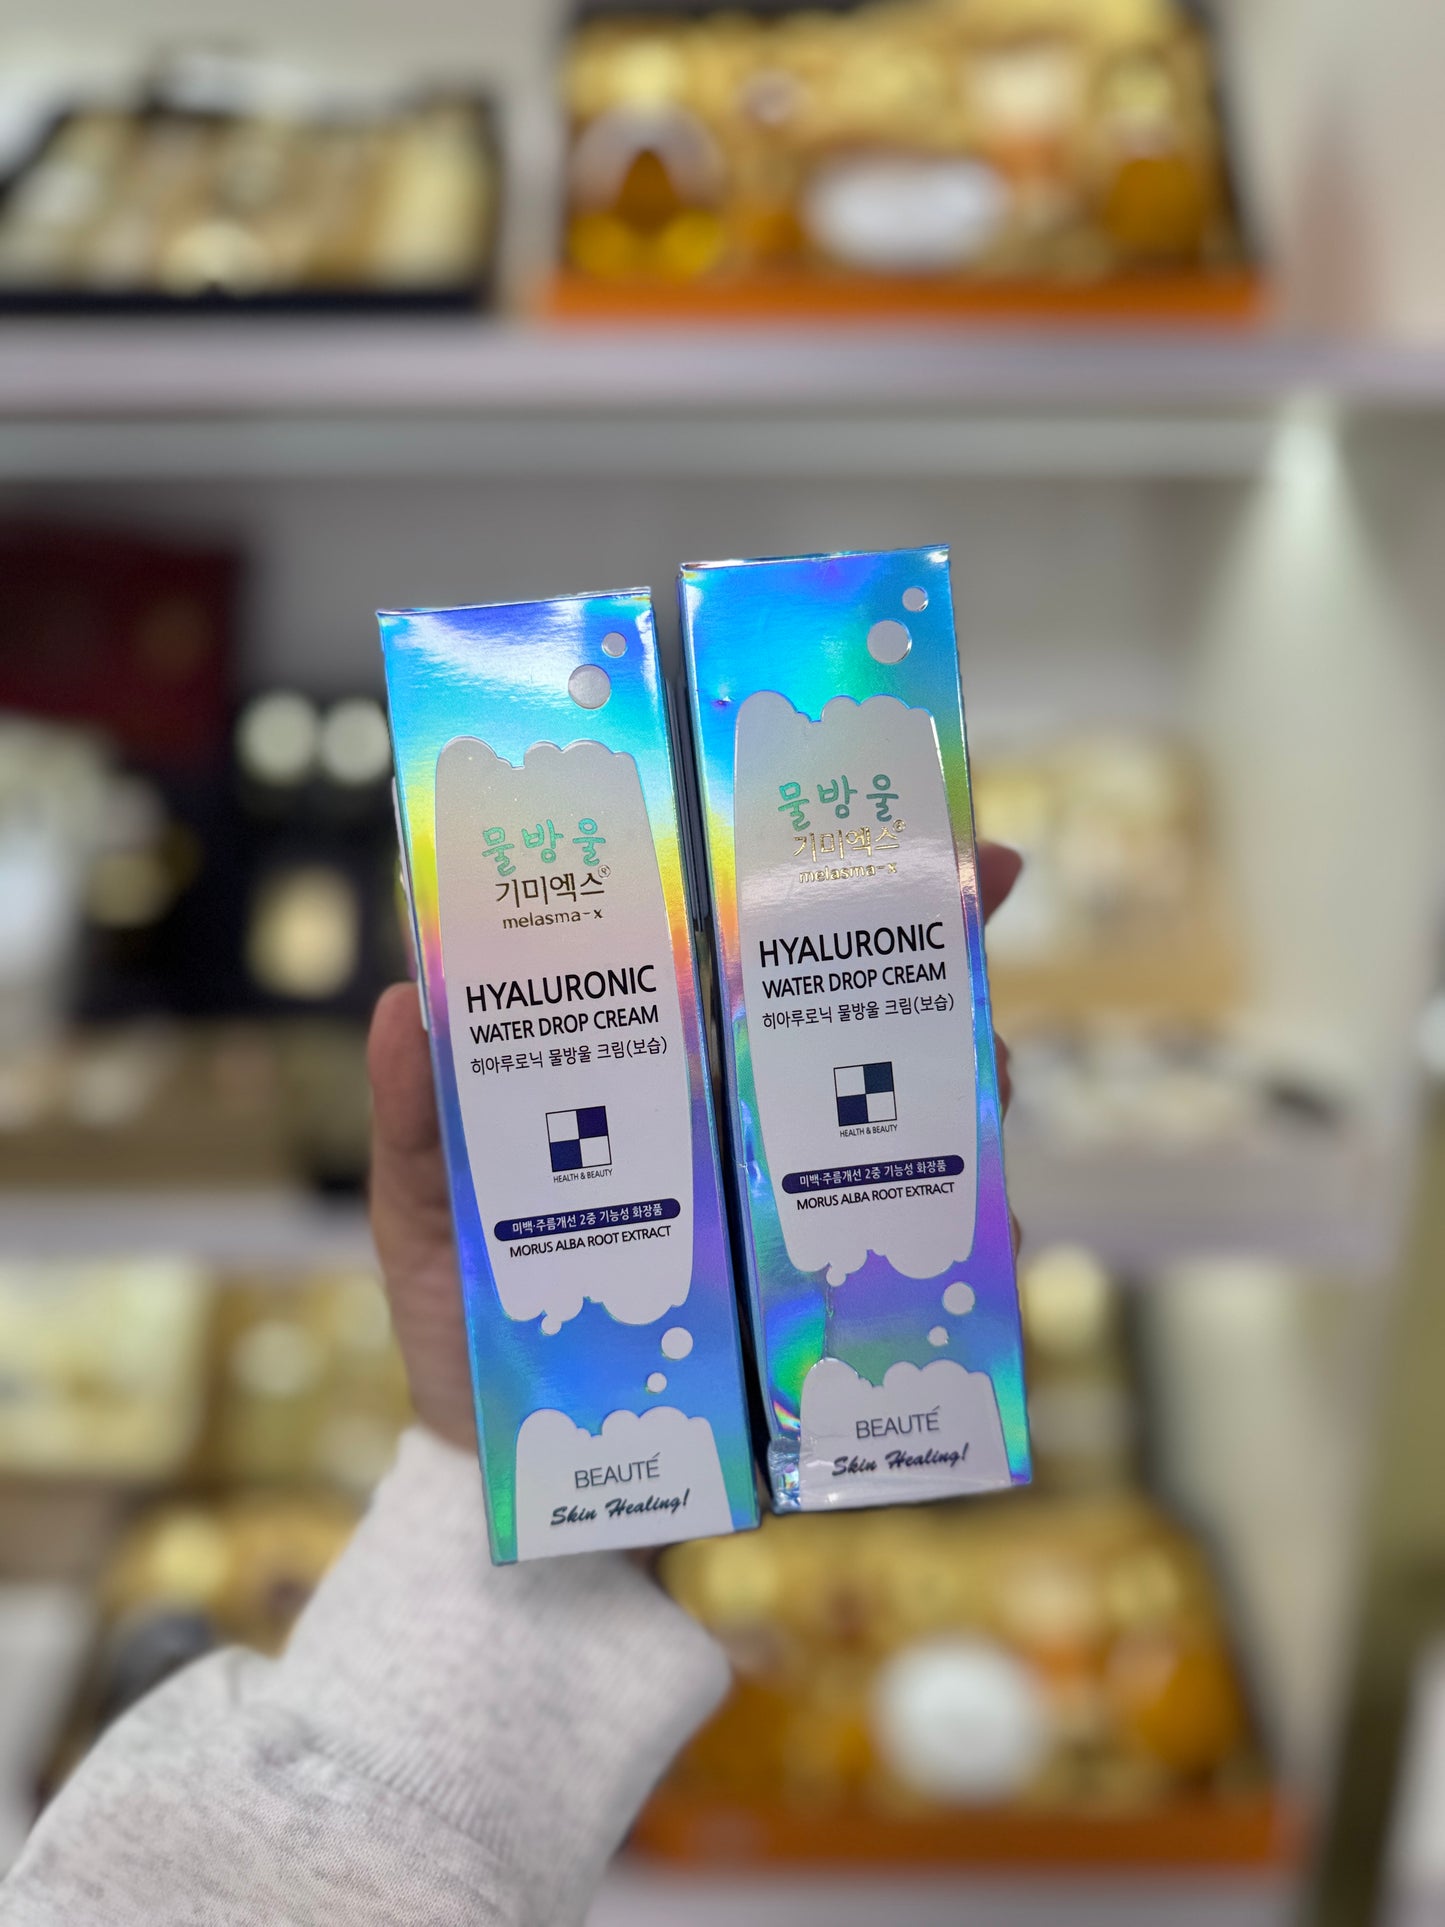 물방울
기미엑스®
melasma-x
HYALURONIC
WATER DROP CREAM
히아루로닉 물방울 크림(보습)
HEALTH & BEAUTY
미백·주름개선 2중 기능성 화장품
MORUS ALBA ROOT EXTRACT
BEAUTÉ
Skin Healing!
물방울
기미엑스®
melasma-x
HYALURONIC
WATER DROP CREAM
히아루로닉 물방울 크림(보습)
HEALTH & BEAUTY
미백·주름개선 2중 기능성 화장품
MORUS ALBA ROOT EXTRACT
BEAUTÉ
Skin Healing!